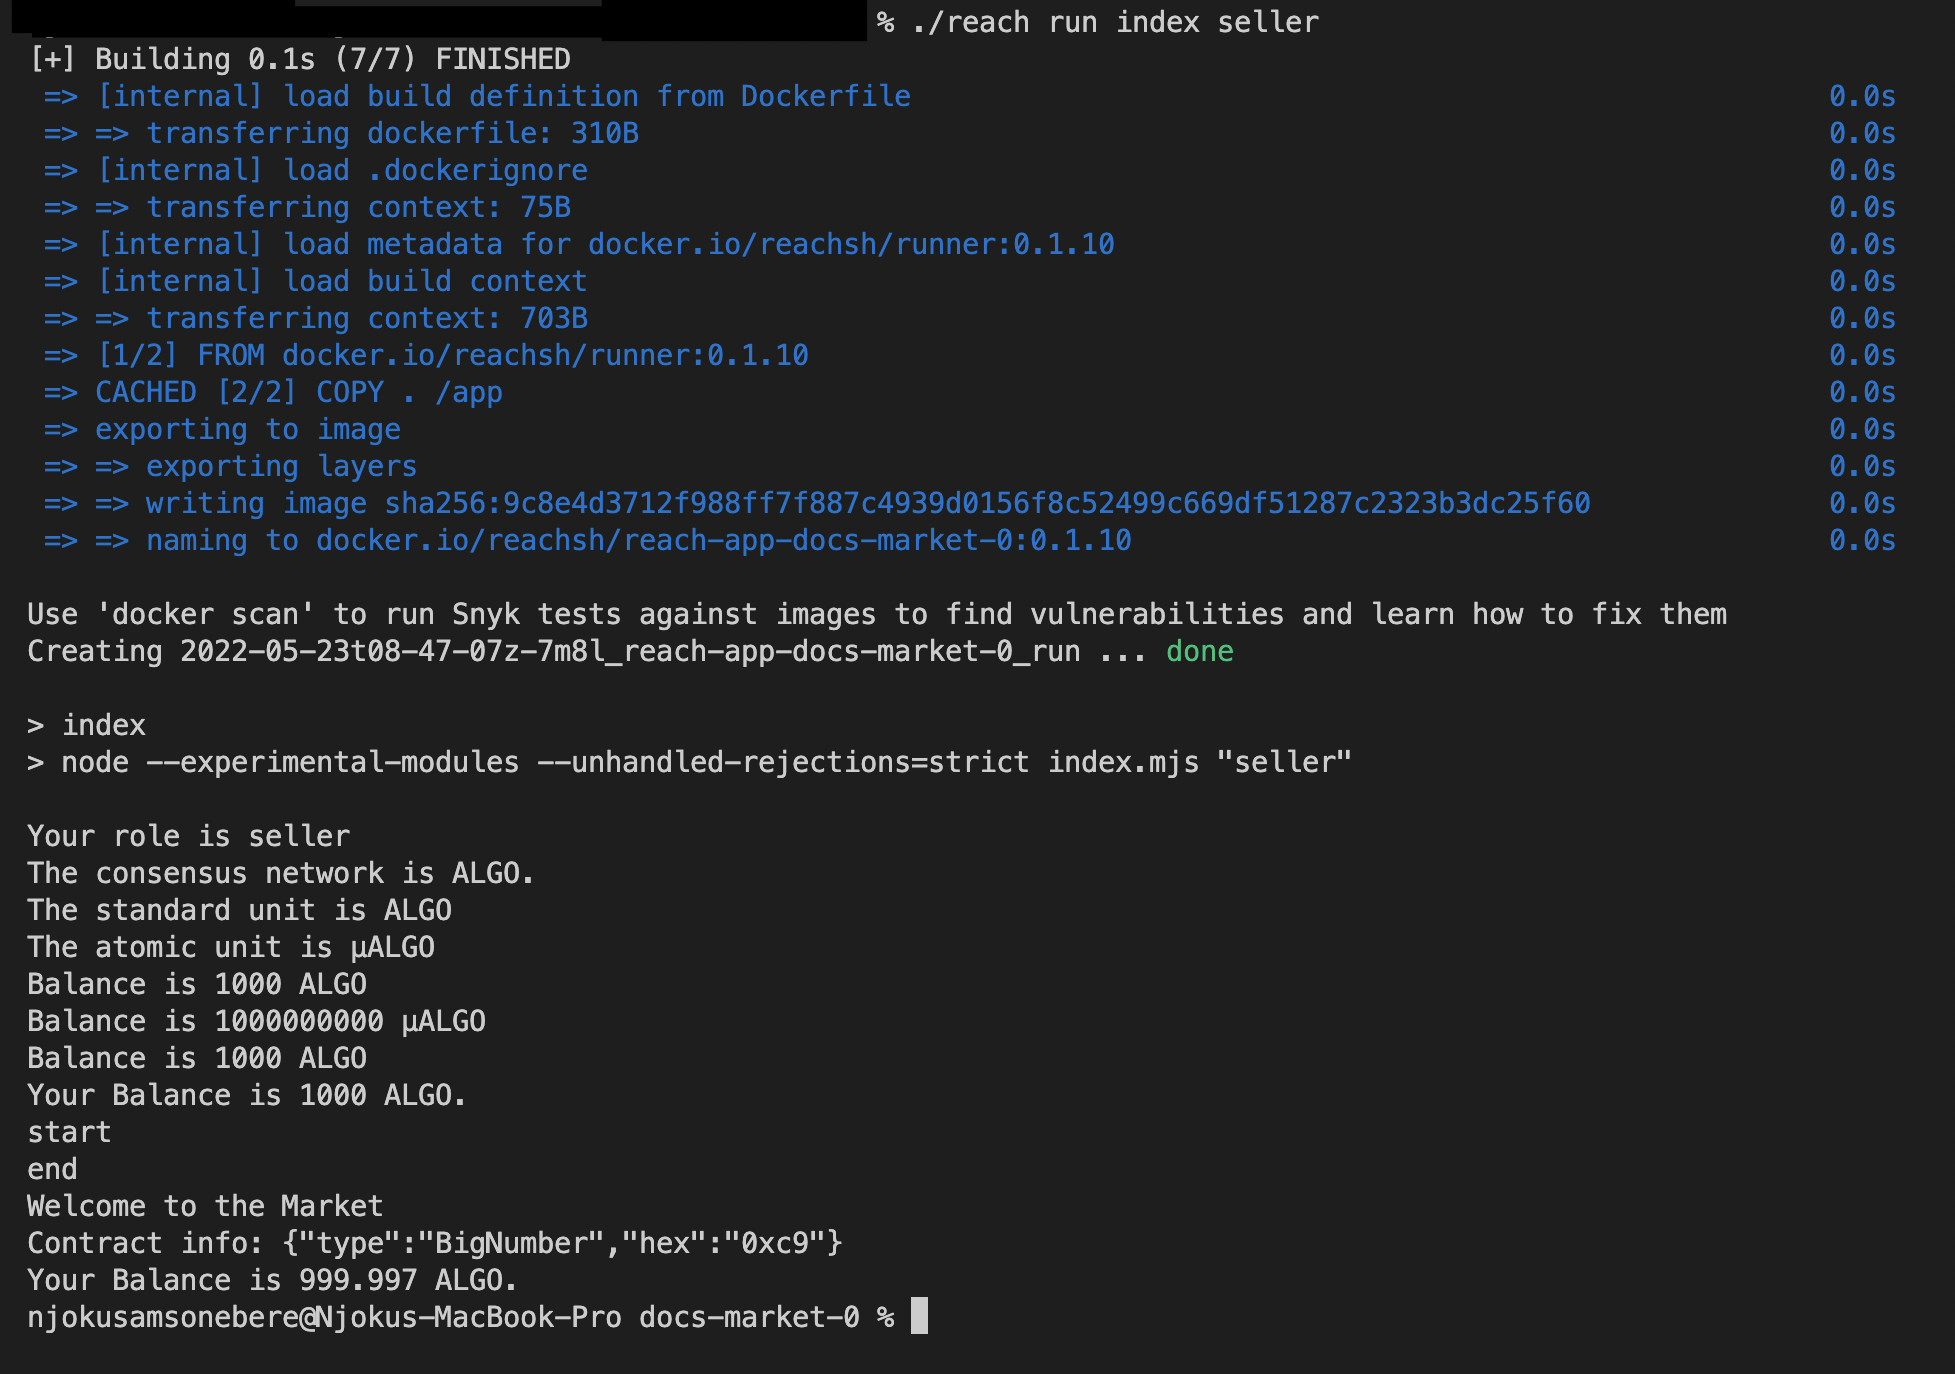 % ./reach run index seller
[+] Building 0.1s (7/7) FINISHED
=> [internal] load build definition from Dockerfile 0.0s
=> => transferring dockerfile: 310B 0.0s
=> [internal] load .dockerignore 0.0s
=> => transferring context: 75B 0.0s
=> [internal] load metadata for docker.io/reachsh/runner:0.1.10 0.0s
=> [internal] load build context 0.0s
=> => transferring context: 703B 0.0s
=> [1/2] FROM docker.io/reachsh/runner:0.1.10 0.0s
=> CACHED [2/2] COPY . /app 0.0s
=> exporting to image 0.0s
=> => exporting layers 0.0s
=> => writing image sha256:9c8e4d3712f988ff7f887c4939d0156f8c52499c669df51287c2323b3dc25f60 0.0s
=> => naming to docker.io/reachsh/reach-app-docs-market-0:0.1.10 0.0s
Use 'docker scan' to run Snyk tests against images to find vulnerabilities and learn how to fix them
Creating 2022-05-23t08-47-07z-7m8l_reach-app-docs-market-0_run ... done
> index
> node --experimental-modules --unhandled-rejections=strict index.mjs "seller"
Your role is seller
The consensus network is ALGO.
The standard unit is ALGO
The atomic unit is μALGO
Balance is 1000 ALGO
Balance is 1000000000 μALGO
Balance is 1000 ALGO
Your Balance is 1000 ALGO.
start
end
Welcome to the Market
Contract info: {"type":"BigNumber","hex":"0xc9"}
Your Balance is 999.997 ALGO.
njokusamsonebere@Njokus-MacBook-Pro docs-market-0 %